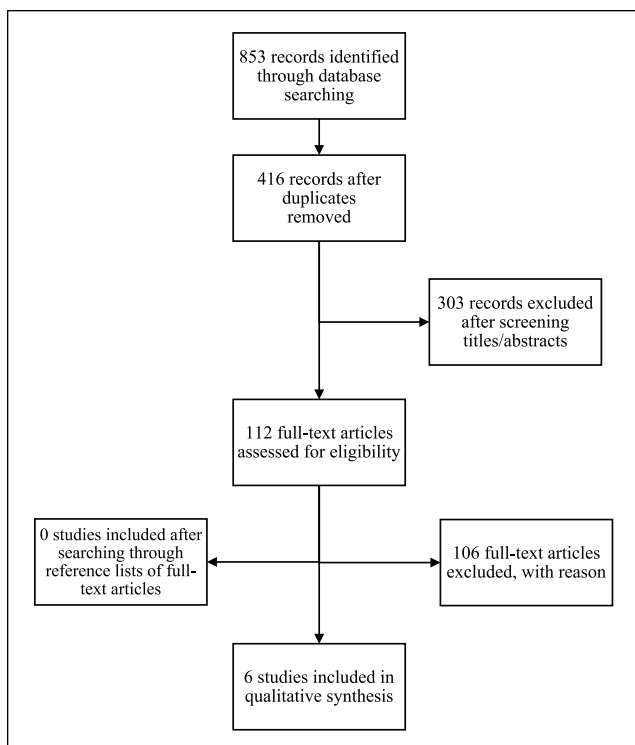 853 records identified
through database
searching
416 records after
duplicates
removed
303 records excluded
after screening
titles/abstracts
112 full-text articles
assessed for eligibility
0 studies included after
searching through
reference lists of full-
text articles
106 full-text articles
excluded, with reason
6 studies included in
qualitative synthesis